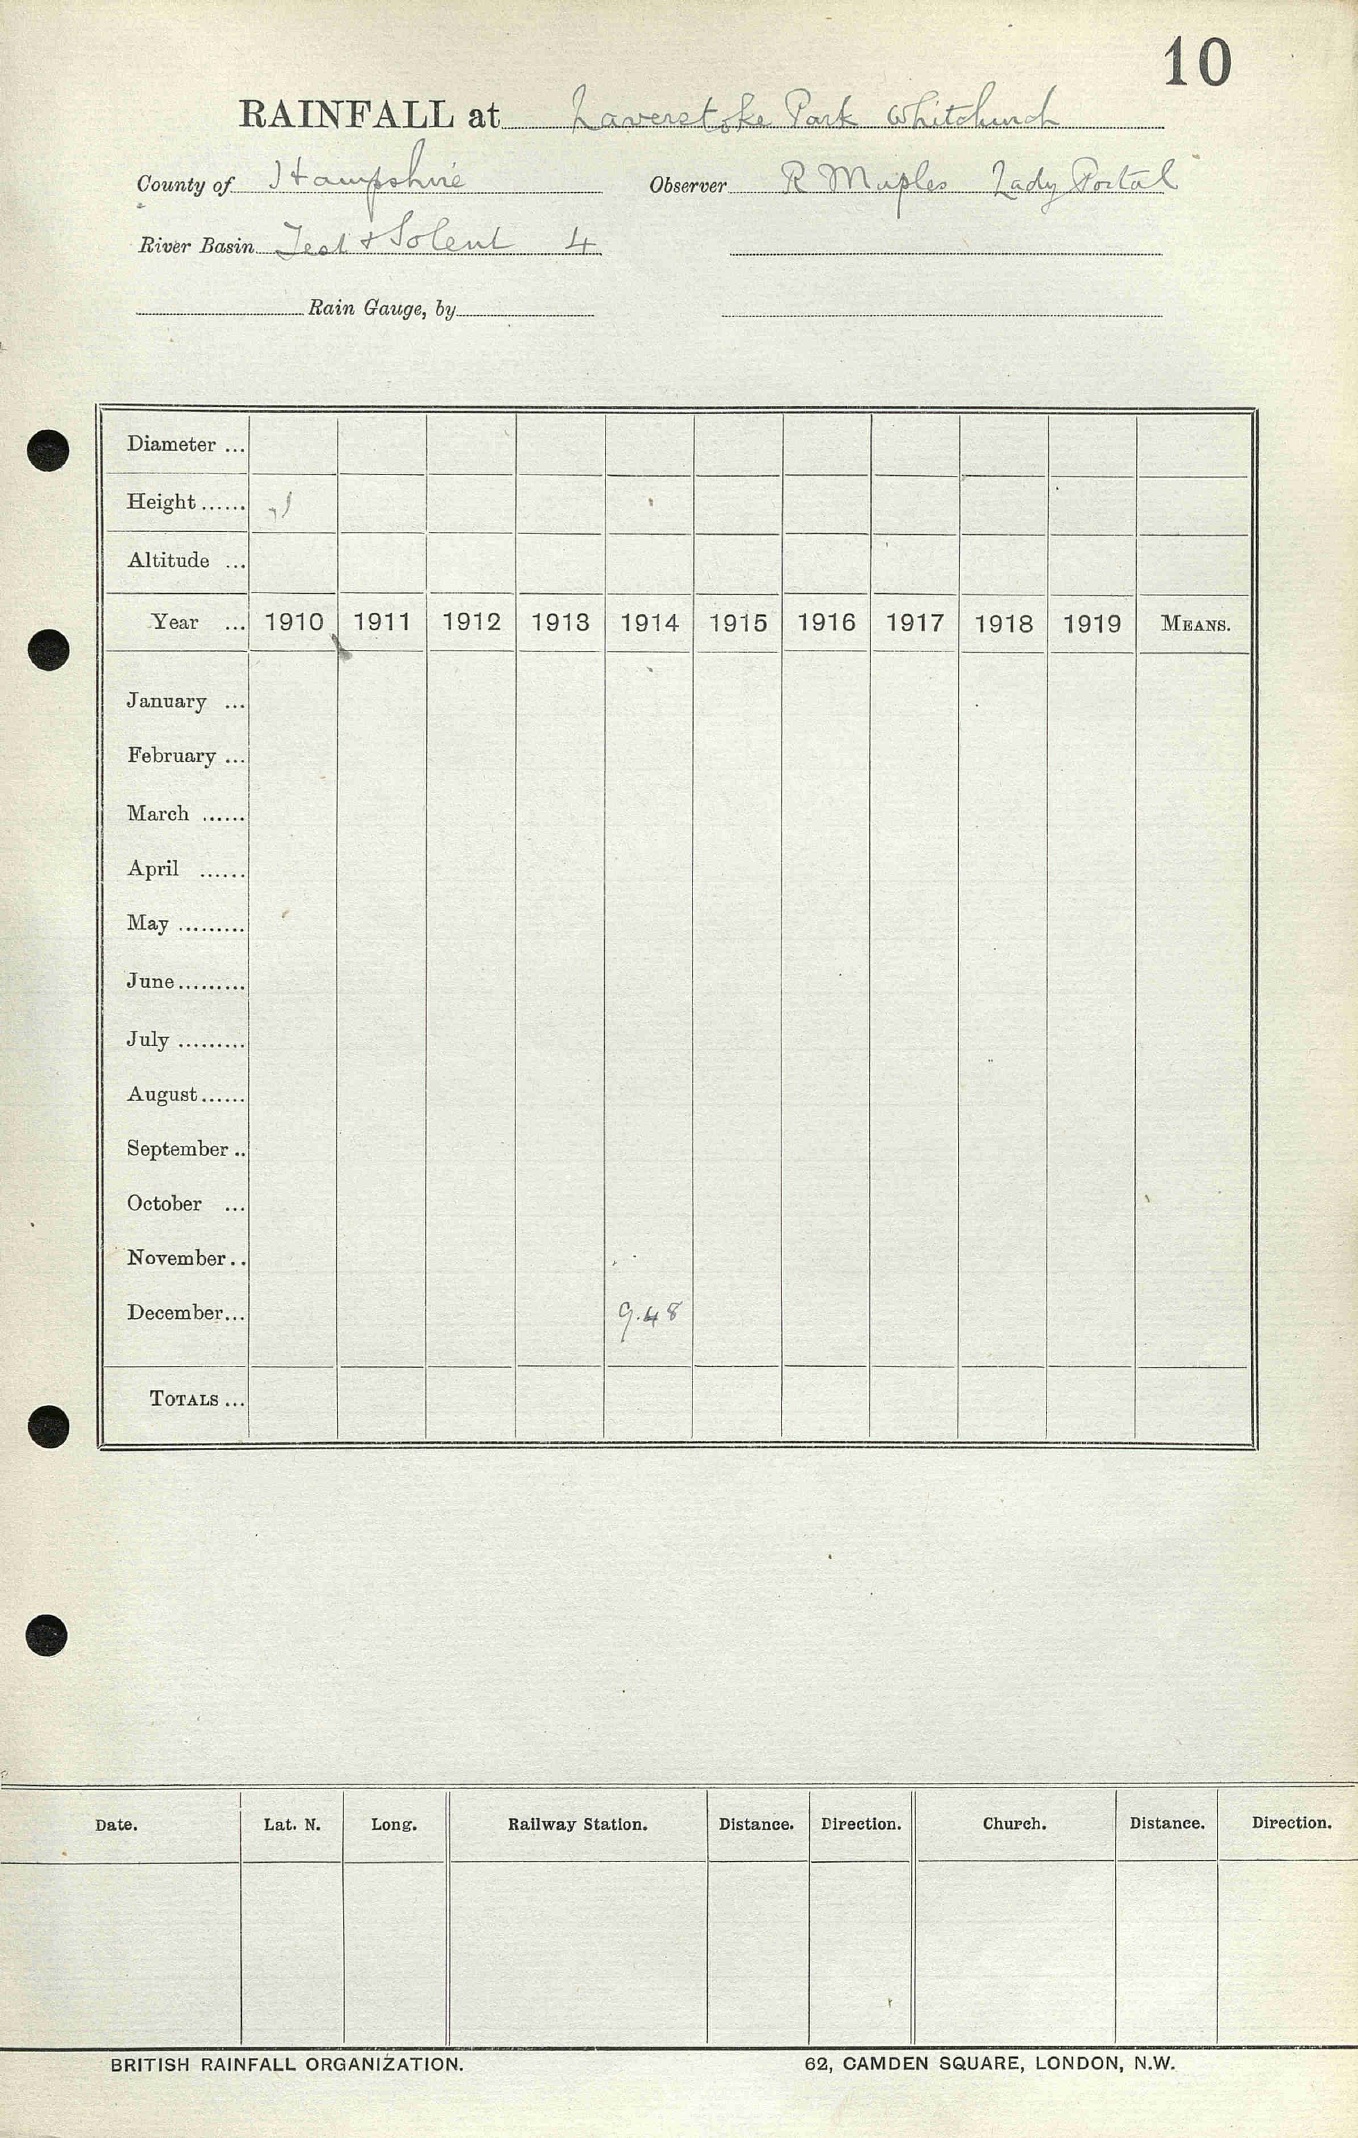 10
RAINFALL at Laverstoke Park Whitchurch
County of Hampshire Observer R Maples Lady Portal
River Basin Test & Solent 4
Rain Gauge, by
Diameter ...
Height ......
Altitude ...
Year ... 1910 1911 1912 1913 1914 1915 1916 1917 1918 1919 MEANS.
January ...
February ...
March ......
April ......
May .........
June .........
July .........
August ......
September ..
October ...
November ..
December ... 9.48
TOTALS ...
Date. Lat. N. Long. Railway Station. Distance. Direction. Church. Distance. Direction.
BRITISH RAINFALL ORGANIZATION. 62, CAMDEN SQUARE, LONDON, N.W.